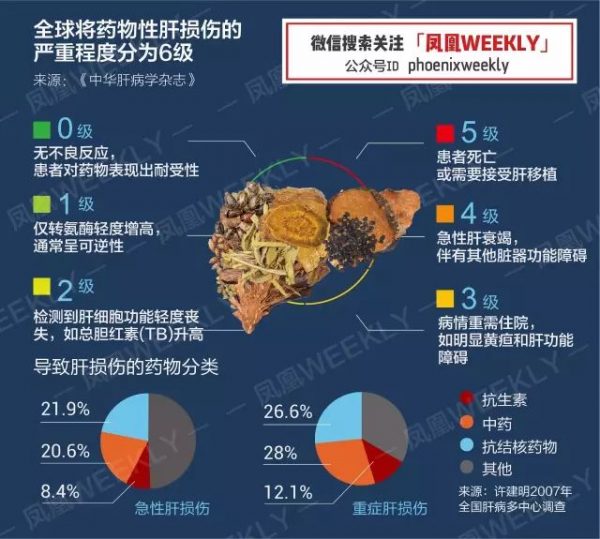 全球将药物性肝损伤的
严重程度分为6级
来源：《中华肝病学杂志》
微信搜索关注「凤凰WEEKLY」
公众号ID phoenixweekly
0级
无不良反应，
患者对药物表现出耐受性
1级
仅转氨酶轻度增高，
通常呈可逆性
2级
检测到肝细胞功能轻度丧
失，如总胆红素(TB)升高
5级
患者死亡
或需要接受肝移植
4级
急性肝衰竭，
伴有其他脏器功能障碍
3级
病情重需住院，
如明显黄疸和肝功能
障碍
导致肝损伤的药物分类
21.9%
20.6%
8.4%
急性肝损伤
26.6%
28%
12.1%
重症肝损伤
抗生素
中药
抗结核药物
其他
来源：许建明2007年
全国肝病多中心调查
凤凰WEEKLY